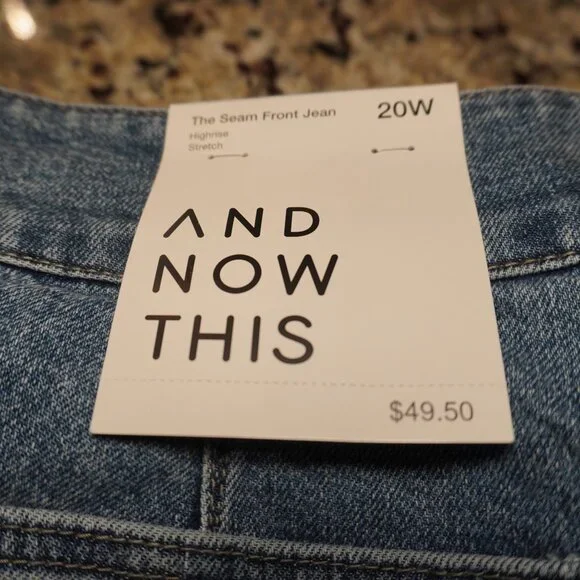 The Seam Front Jean 20W
Highrise
Stretch
AND
NOW
THIS
$49.50